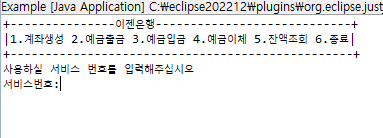 Example [Java Application] C:₩eclipse202212₩plugins₩org.eclipse.just
+---------------이젠은행----------------------------+
|1.계좌생성 2.예금출금 3.예금입금 4.예금이체 5.잔액조회 6.종료|
+---------------------------------------------------+
사용하실 서비스 번호를 입력해주십시오
서비스번호: